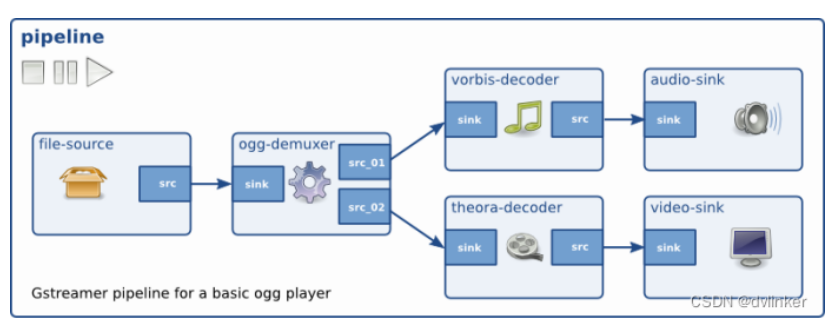 pipeline
file-source
src
ogg-demuxer
sink
src_01
src_02
vorbis-decoder
sink
src
audio-sink
sink
theora-decoder
sink
src
video-sink
sink
Gstreamer pipeline for a basic ogg player
CSDN @dvlinker